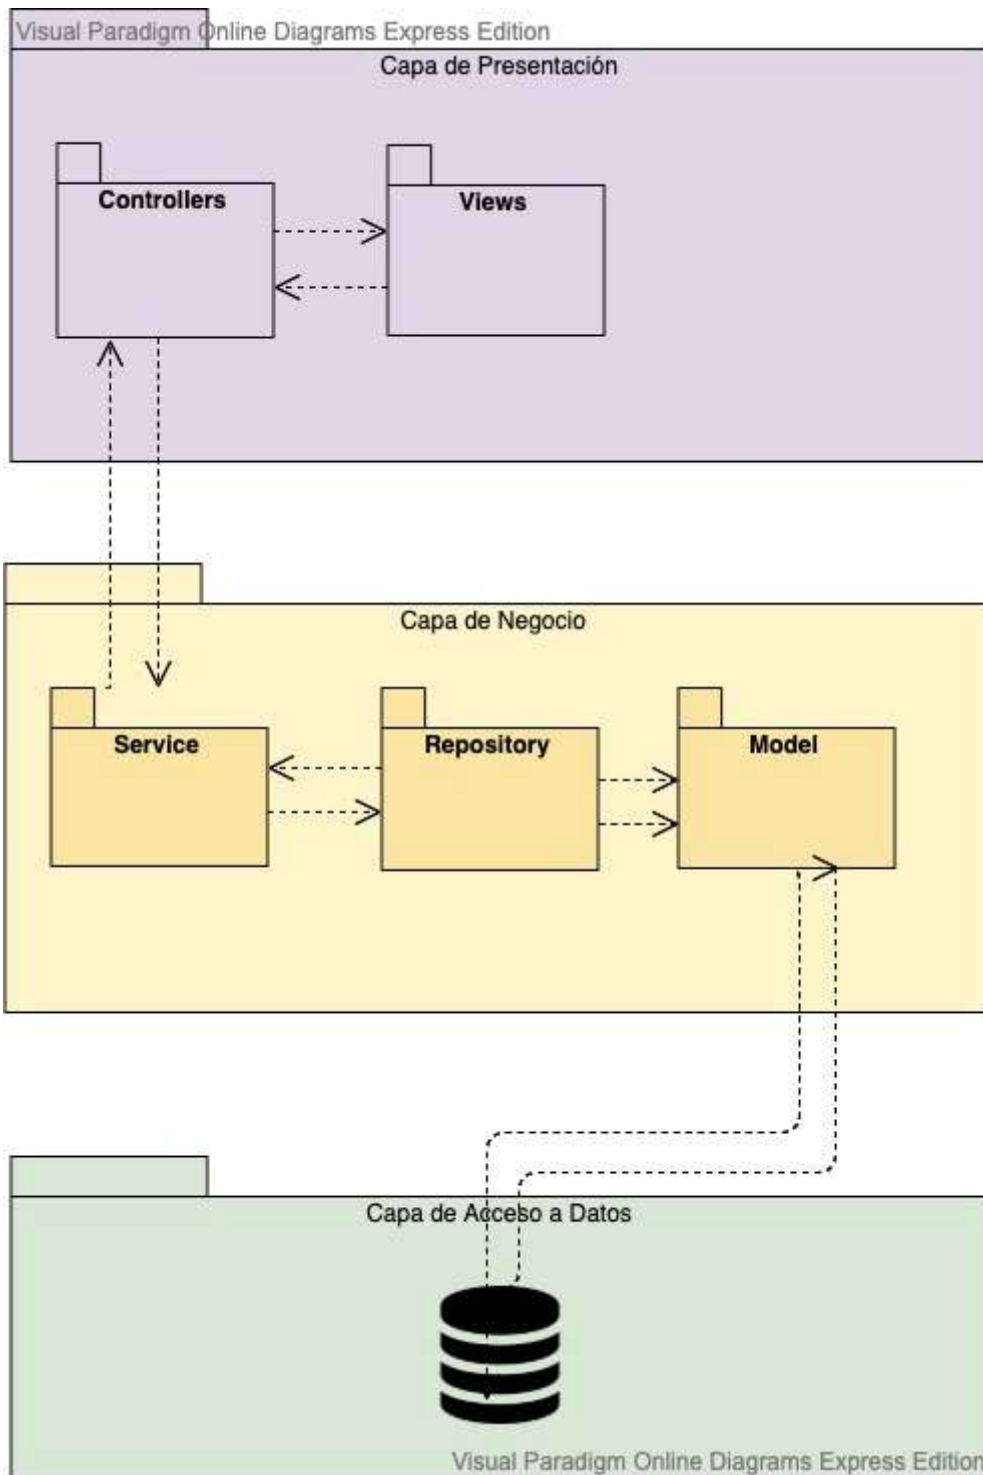 Visual Paradigm Online Diagrams Express Edition
Capa de Presentación
Controllers
Views
Capa de Negocio
Service
Repository
Model
Capa de Acceso a Datos
Visual Paradigm Online Diagrams Express Edition